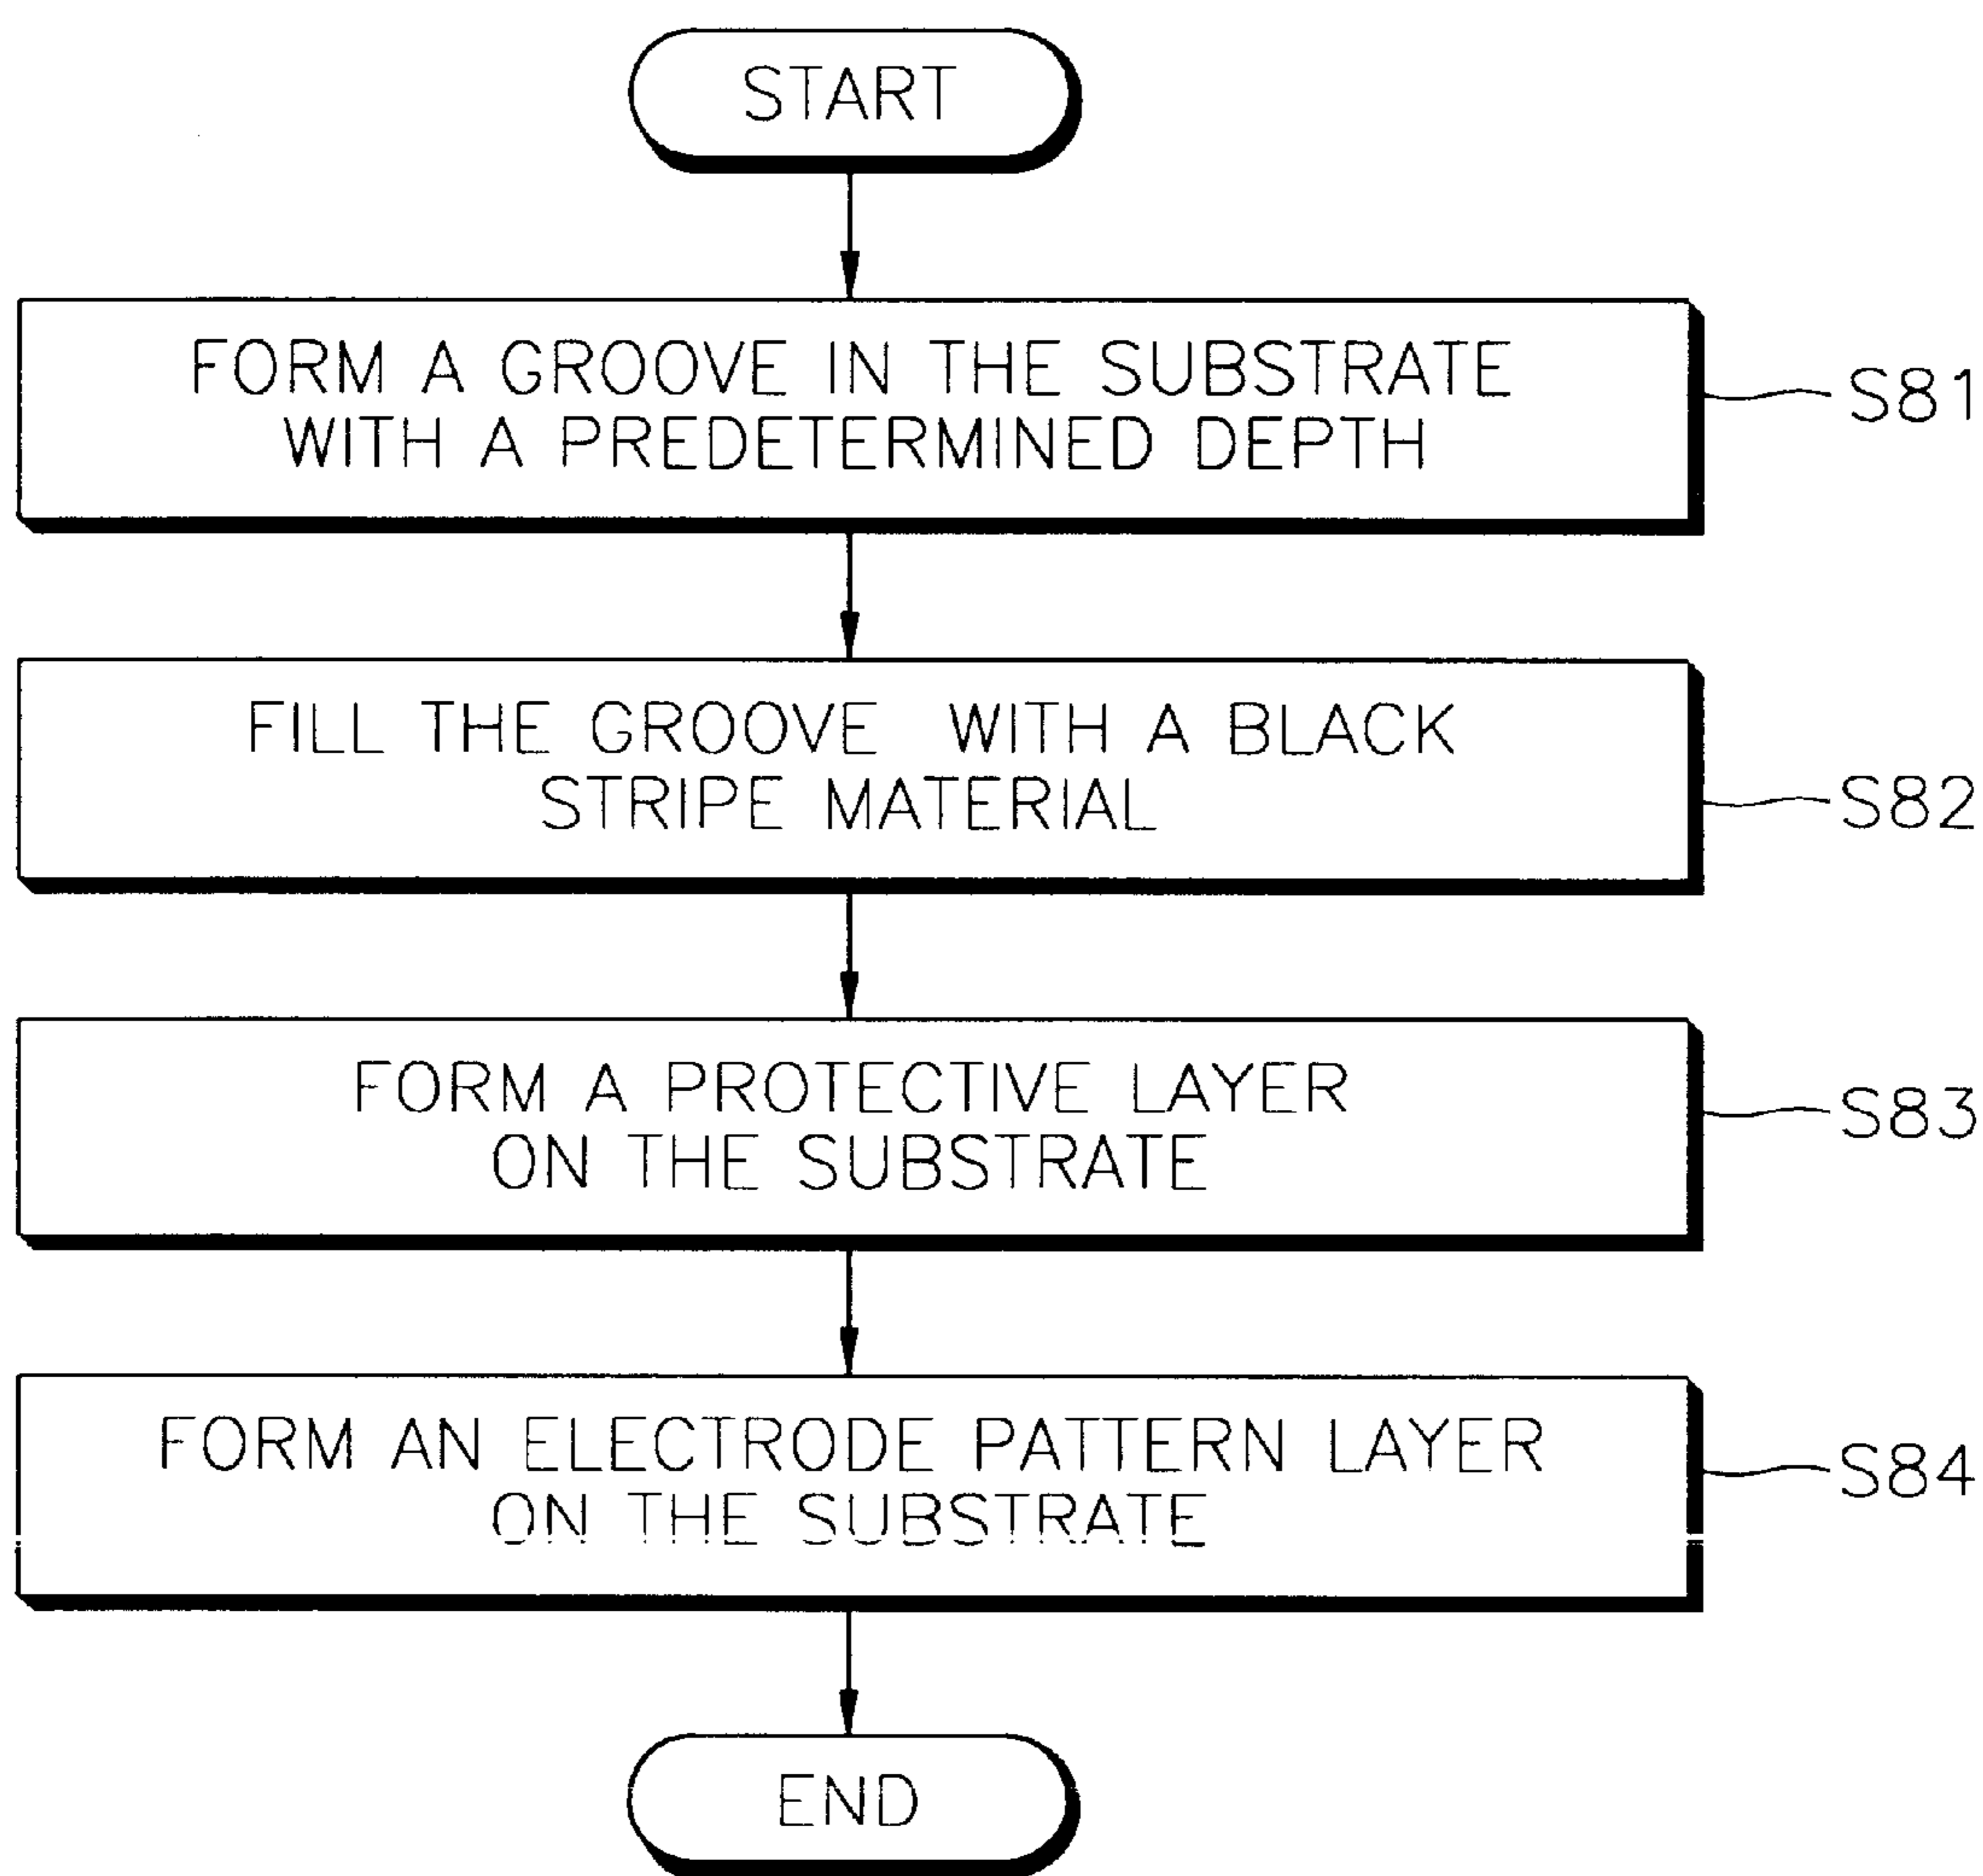 START
FORM A GROOVE IN THE SUBSTRATE
WITH A PREDETERMINED DEPTH
S81
FILL THE GROOVE WITH A BLACK
STRIPE MATERIAL
S82
FORM A PROTECTIVE LAYER
ON THE SUBSTRATE
S83
FORM AN ELECTRODE PATTERN LAYER
ON THE SUBSTRATE
S84
END